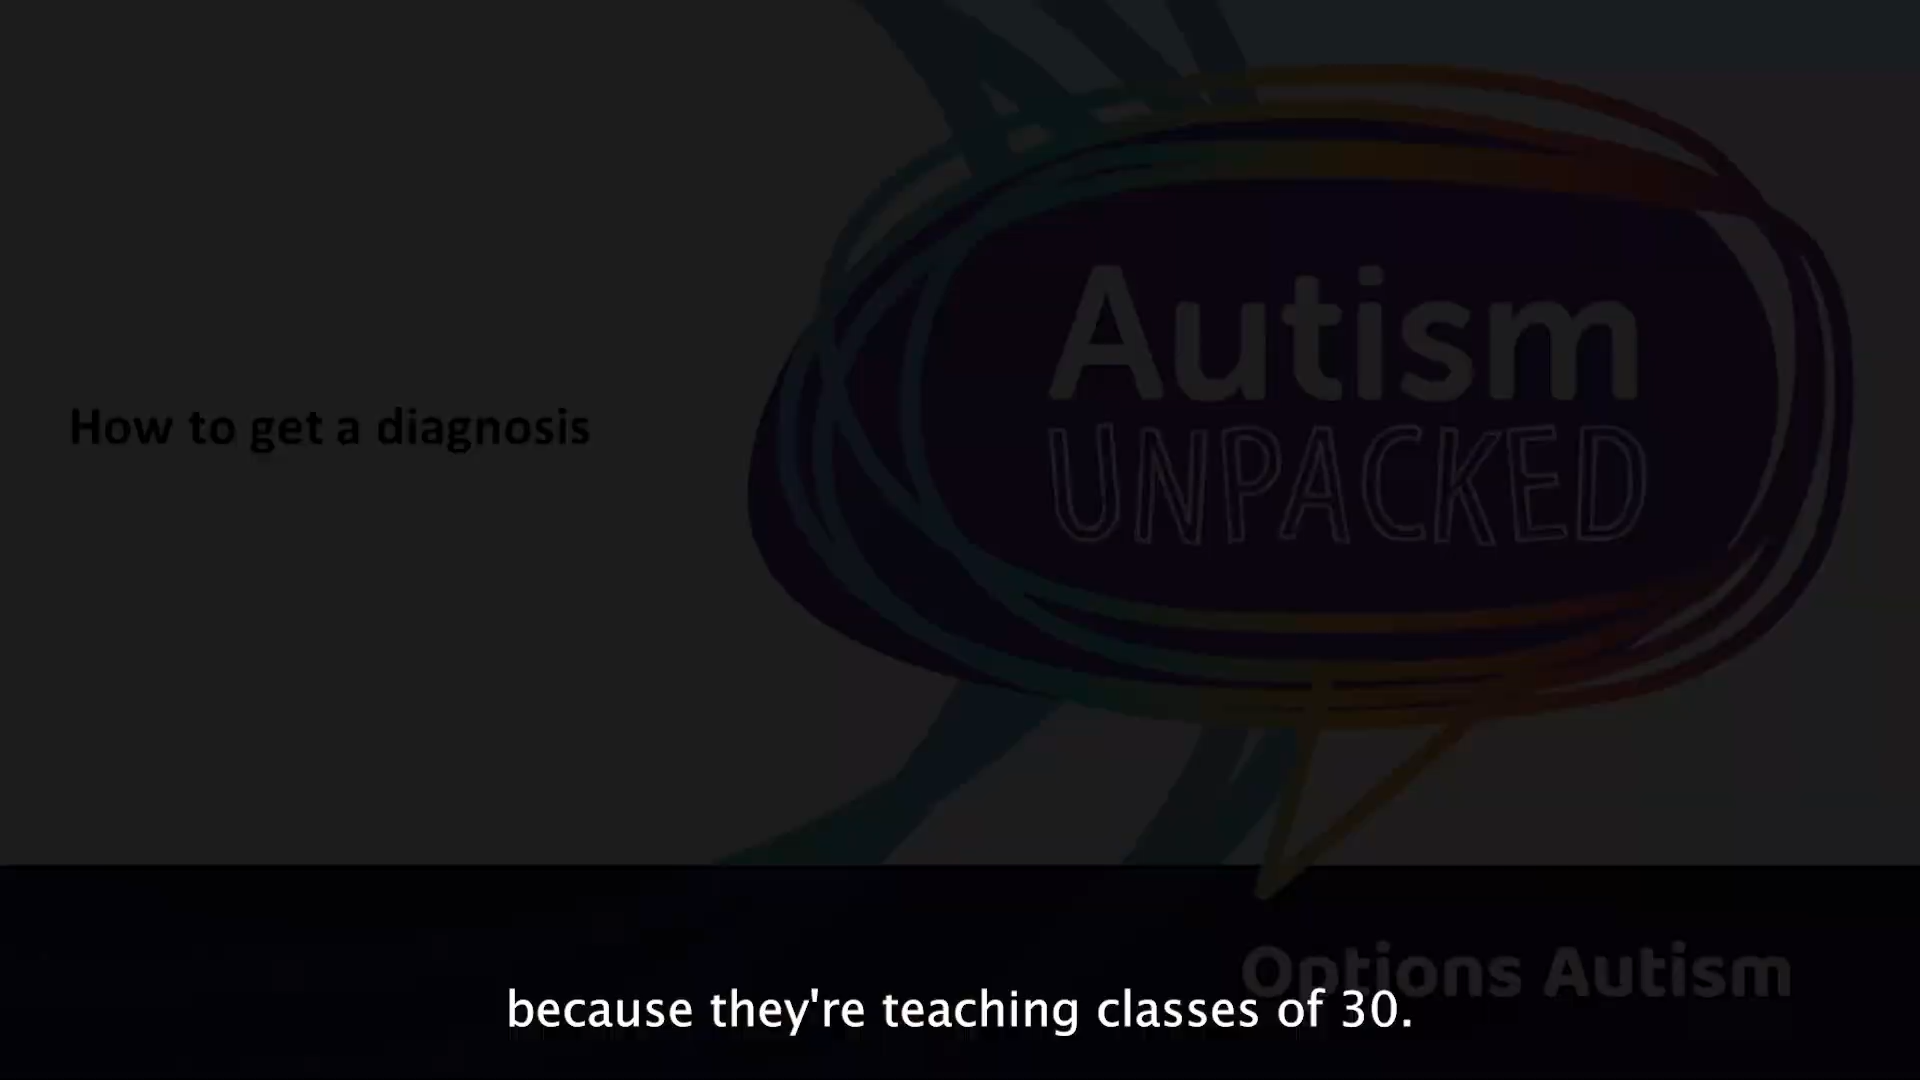 How to get a diagnosis
Autism
UNPACKED
Options Autism
because they're teaching classes of 30.